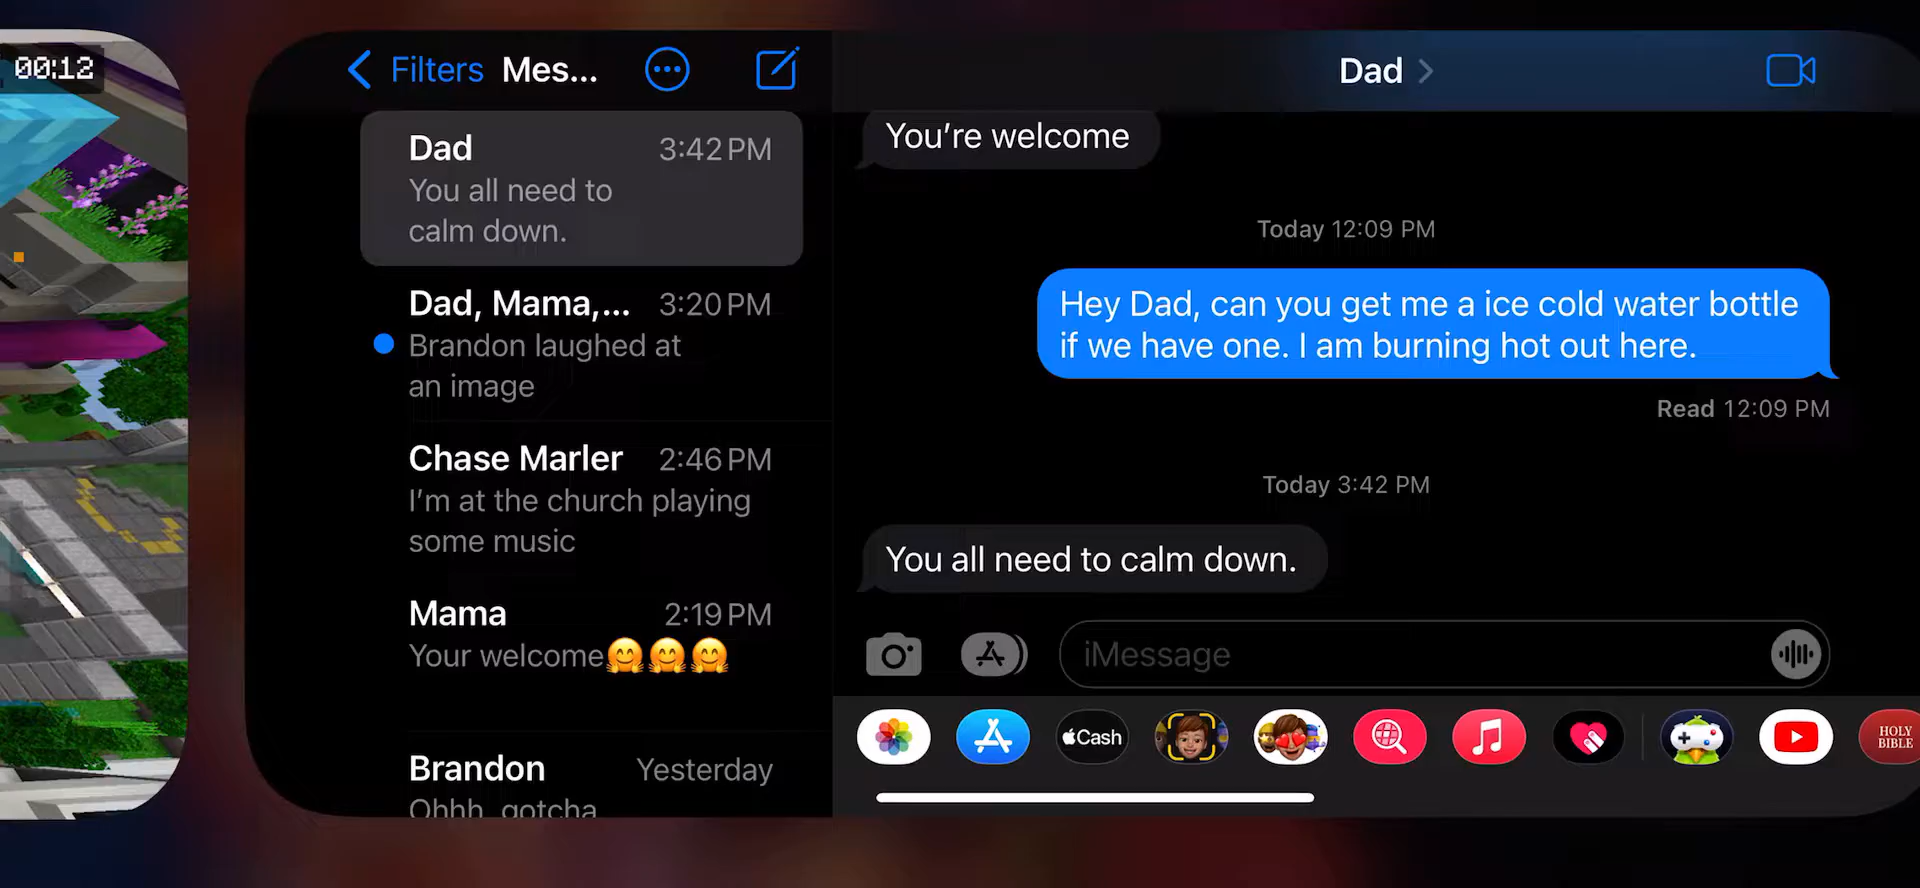 00:12
Filters Mes...
Dad 3:42 PM
You all need to
calm down.
Dad, Mama,... 3:20 PM
Brandon laughed at
an image
Chase Marler 2:46 PM
I'm at the church playing
some music
Mama 2:19 PM
Your welcome🤗🤗🤗
Brandon Yesterday
Ohhh gotcha
Dad
You're welcome
Today 12:09 PM
Hey Dad, can you get me a ice cold water bottle
if we have one. I am burning hot out here.
Read 12:09 PM
Today 3:42 PM
You all need to calm down.
iMessage
Cash
HOLY
BIBLE